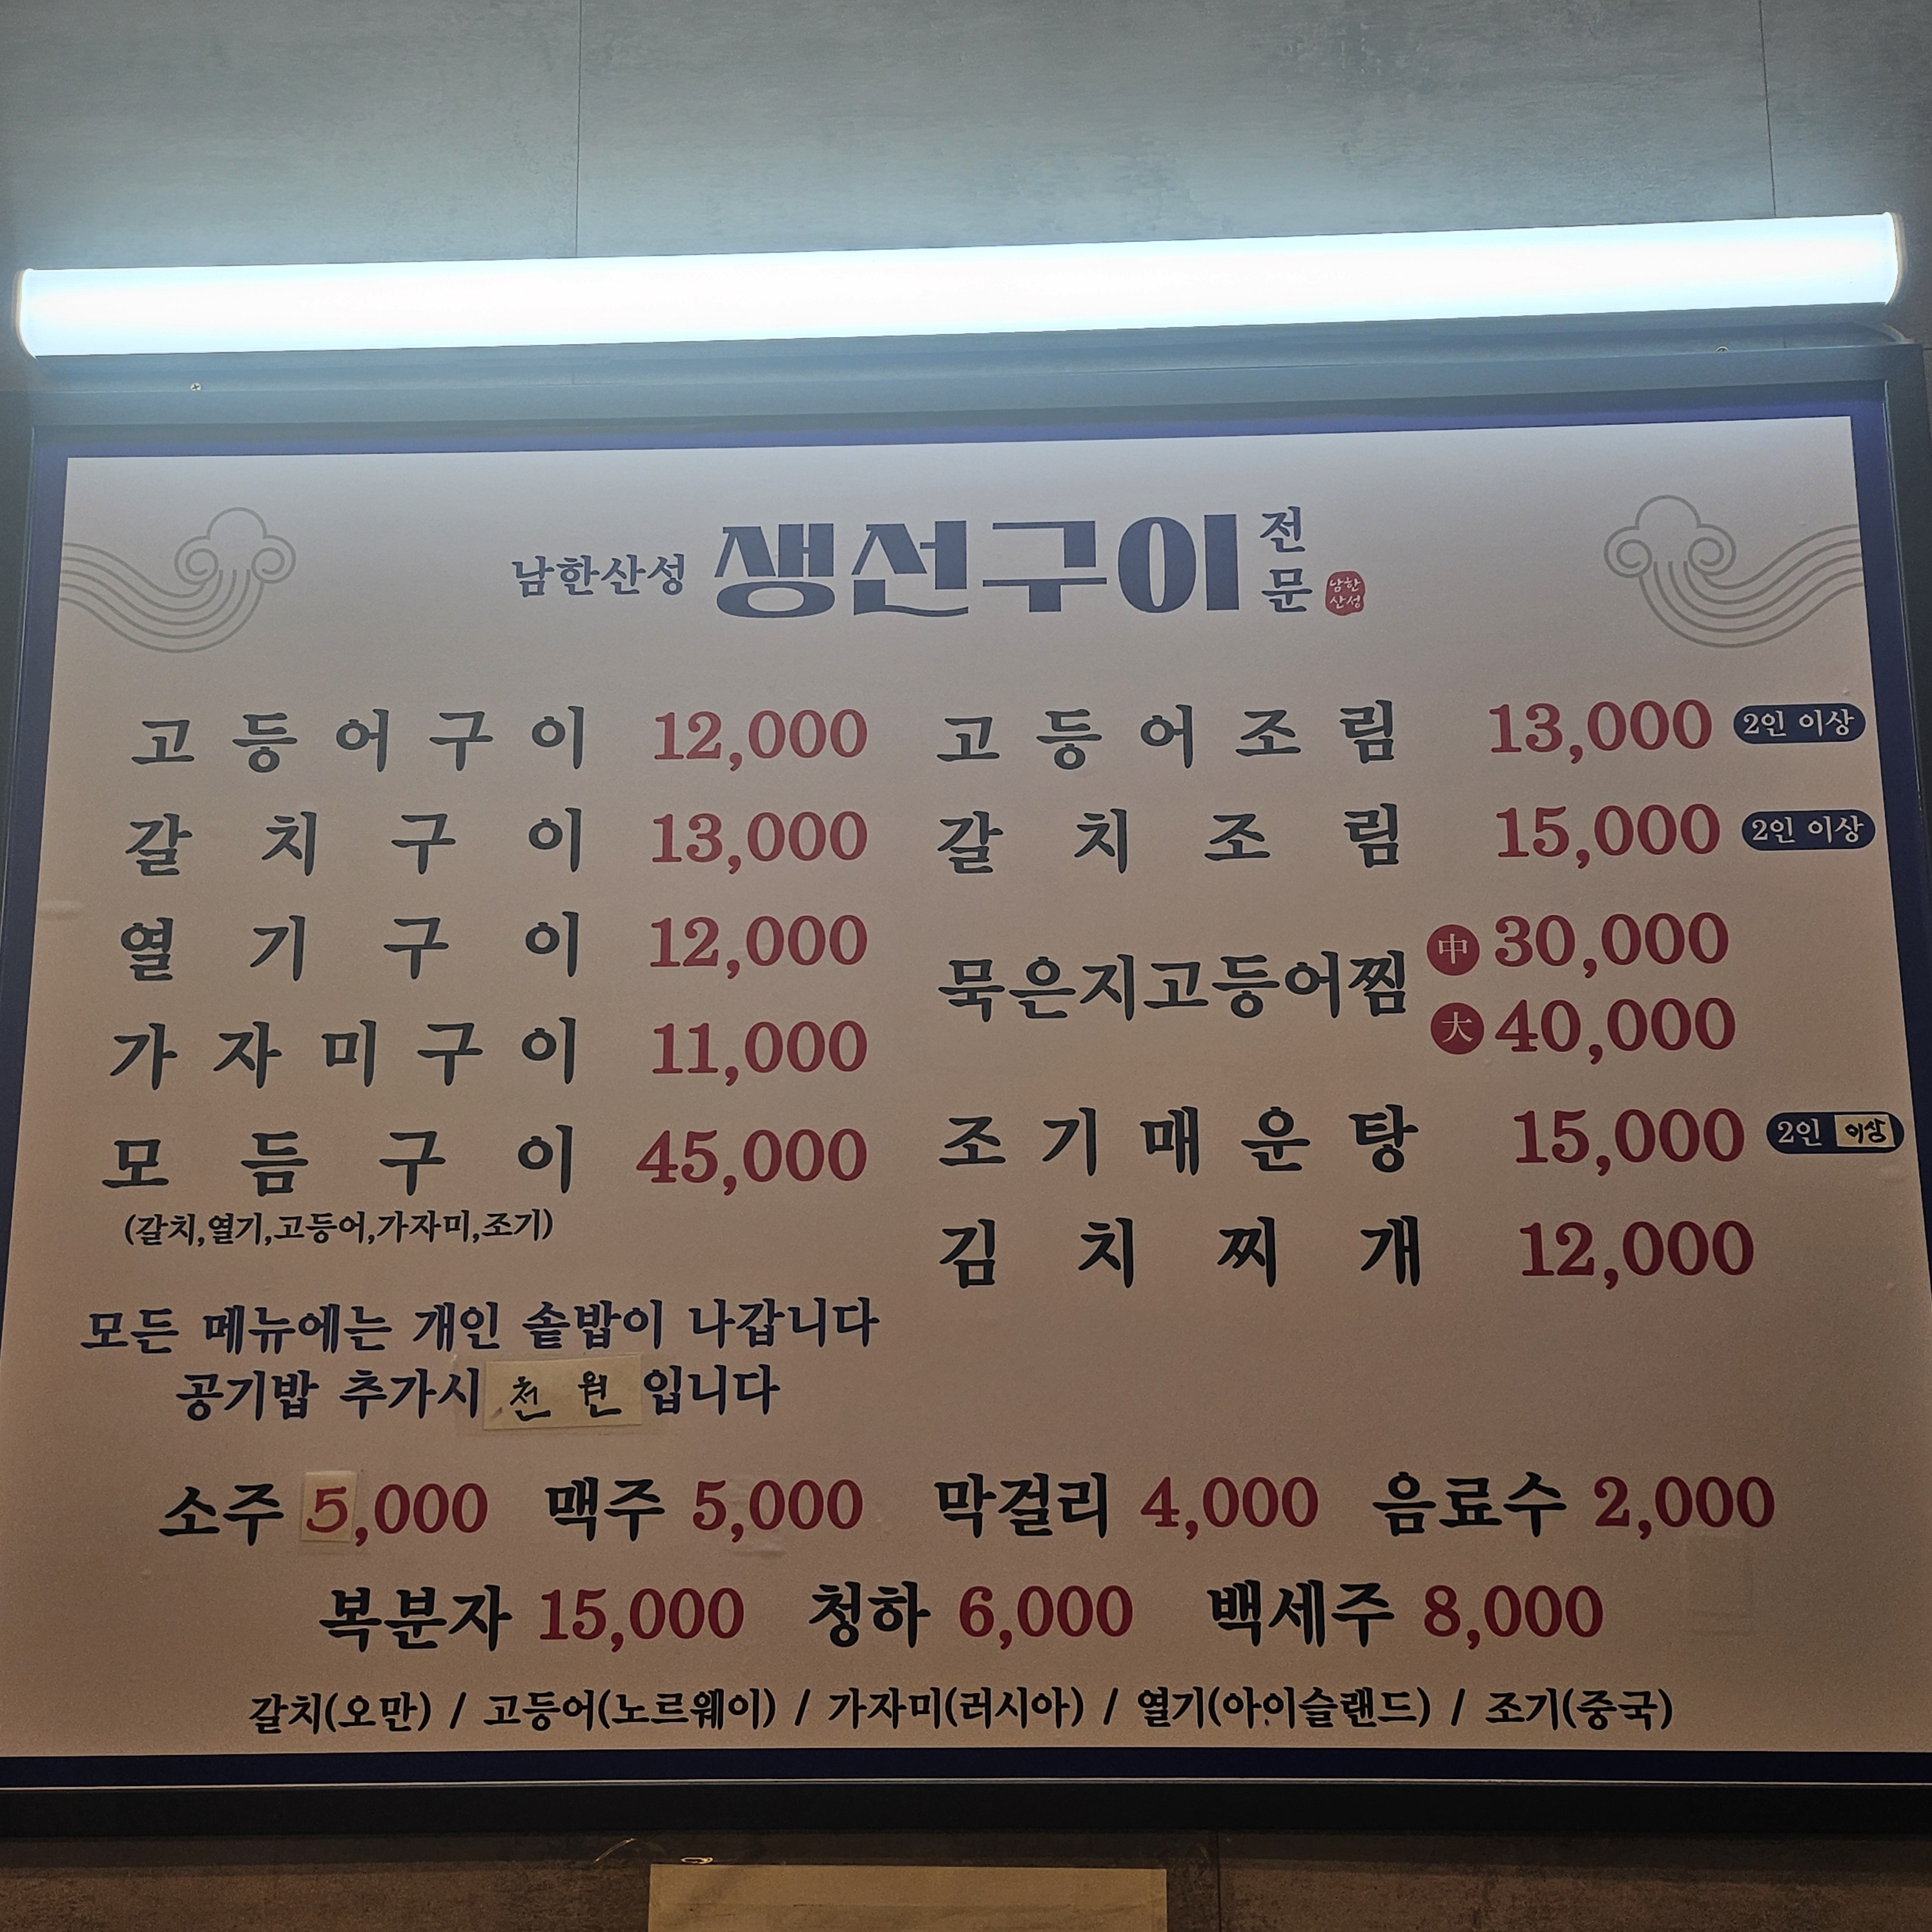 남한산성 생선구이 전문 남한산성
고등어구이 12,000
갈치구이 13,000
열기구이 12,000
가자미구이 11,000
모듬구이 45,000
(갈치,열기,고등어,가자미,조기)
고등어조림 13,000 2인 이상
갈치조림 15,000 2인 이상
묵은지고등어찜 中 30,000
大 40,000
조기매운탕 15,000 2인 이상
김치찌개 12,000
모든 메뉴에는 개인 솥밥이 나갑니다
공기밥 추가시 천원 입니다
소주 5,000 맥주 5,000 막걸리 4,000 음료수 2,000
복분자 15,000 청하 6,000 백세주 8,000
갈치(오만) / 고등어(노르웨이) / 가자미(러시아) / 열기(아이슬랜드) / 조기(중국)